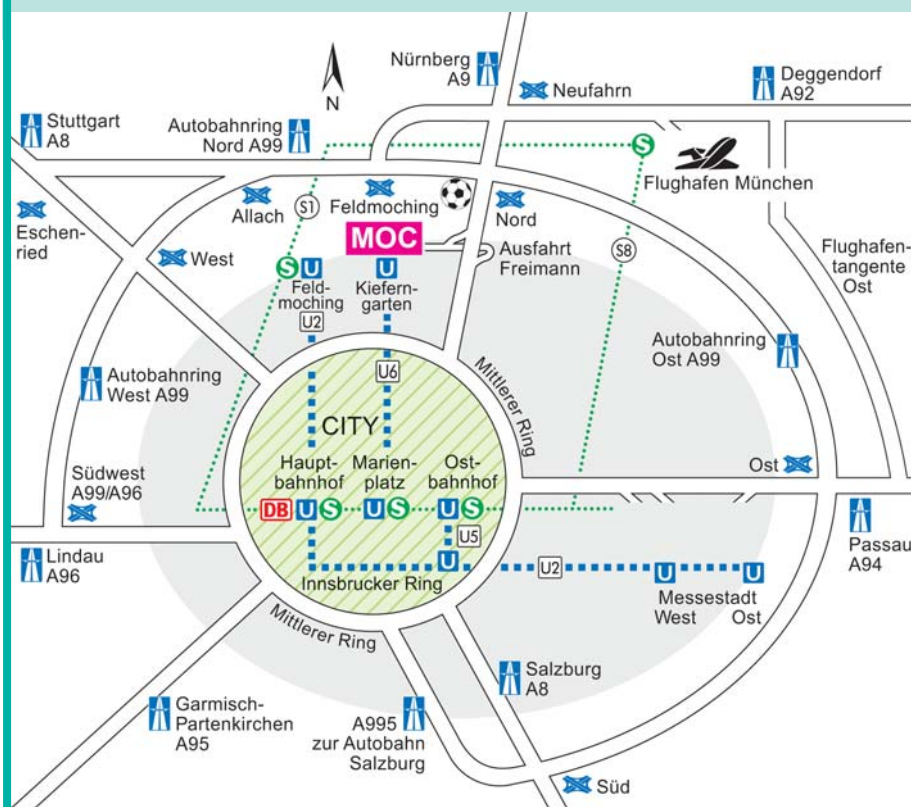 Nürnberg
A9
Deggendorf
A92
Neufahrn
Stuttgart
A8
Autobahnring
Nord A99
N
S
Flughafen München
Allach
S1
Feldmoching
Nord
Eschen-
ried
West
MOC
Ausfahrt
Freimann
S8
Flughafen-
tangente
Ost
S U
Feld-
moching
U2
U
Kiefern-
garten
Autobahnring
Ost A99
Mittlerer Ring
U6
Autobahnring
West A99
CITY
Haupt-
bahnhof
Marien-
platz
Ost-
bahnhof
Ost
Südwest
A99/A96
DB U S
U S
U S
U5
Passau
A94
Lindau
A96
U
Innsbrucker Ring
U2
U
U
Messestadt
West Ost
Mittlerer Ring
Salzburg
A8
Garmisch-
Partenkirchen
A95
A995
zur Autobahn
Salzburg
Süd